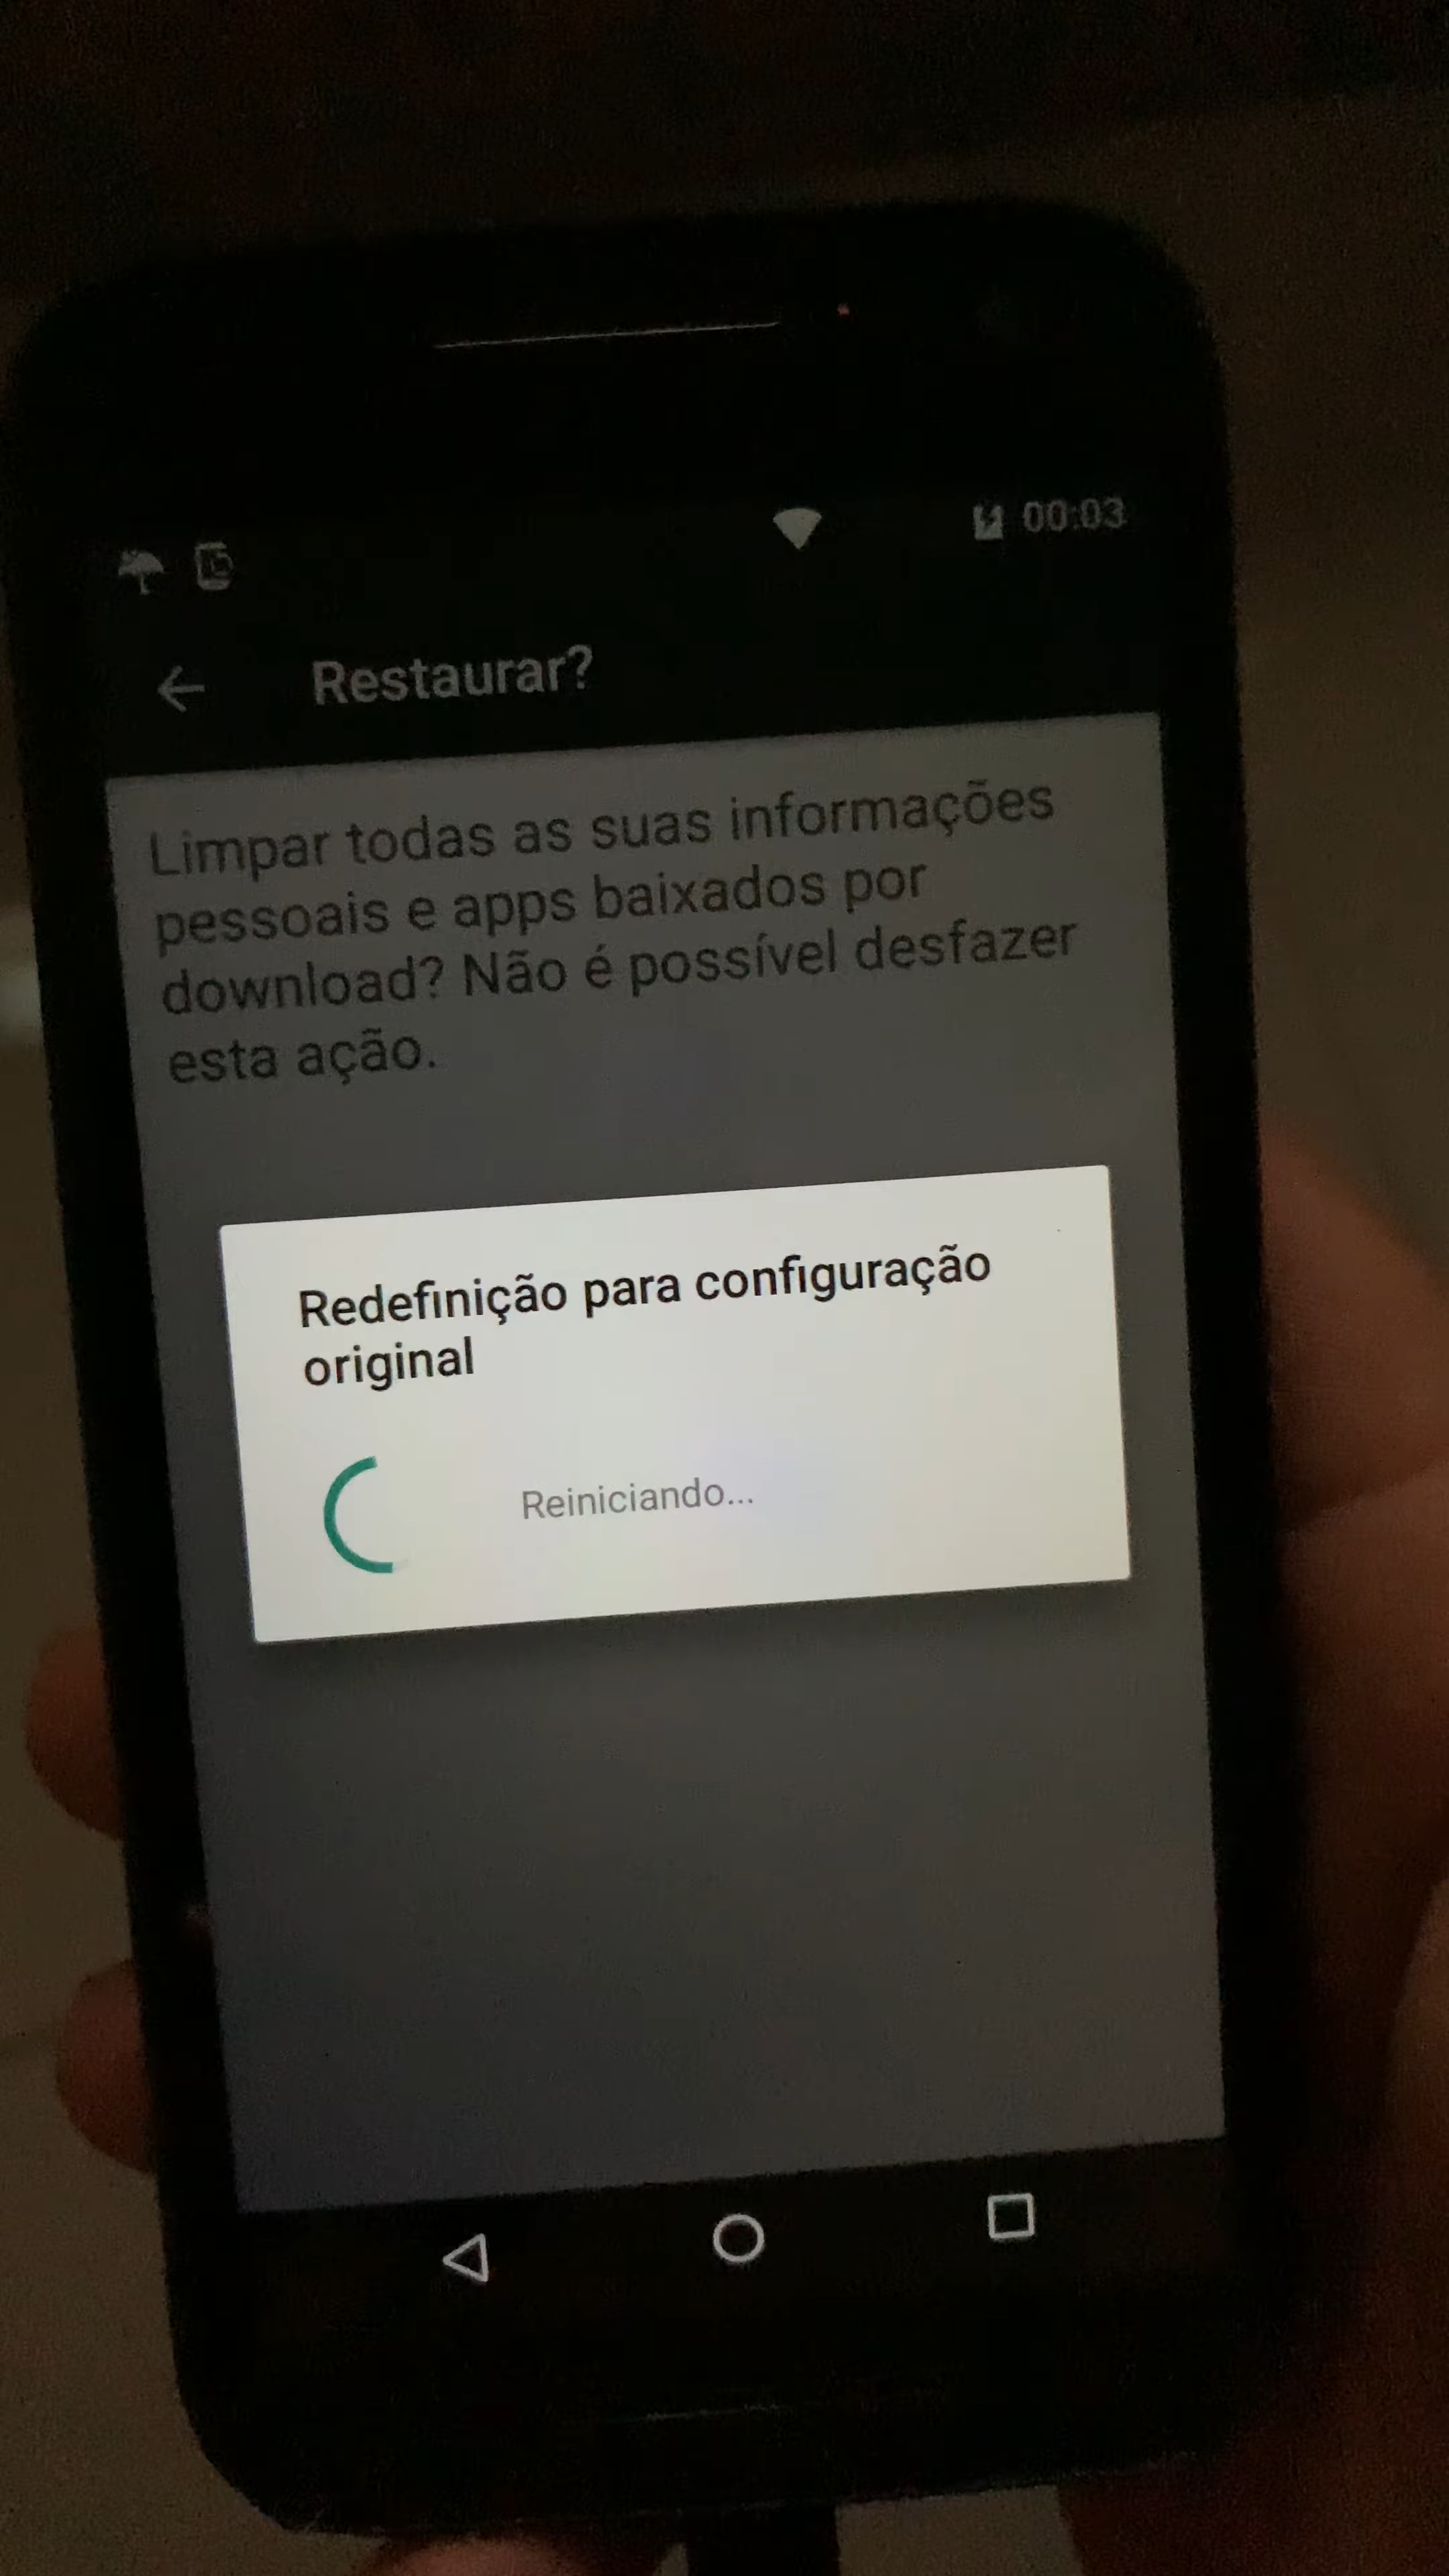 00:03
Restaurar?
Limpar todas as suas informações
pessoais e apps baixados por
download? Não é possível desfazer
esta ação.
Redefinição para configuração
original
Reiniciando...